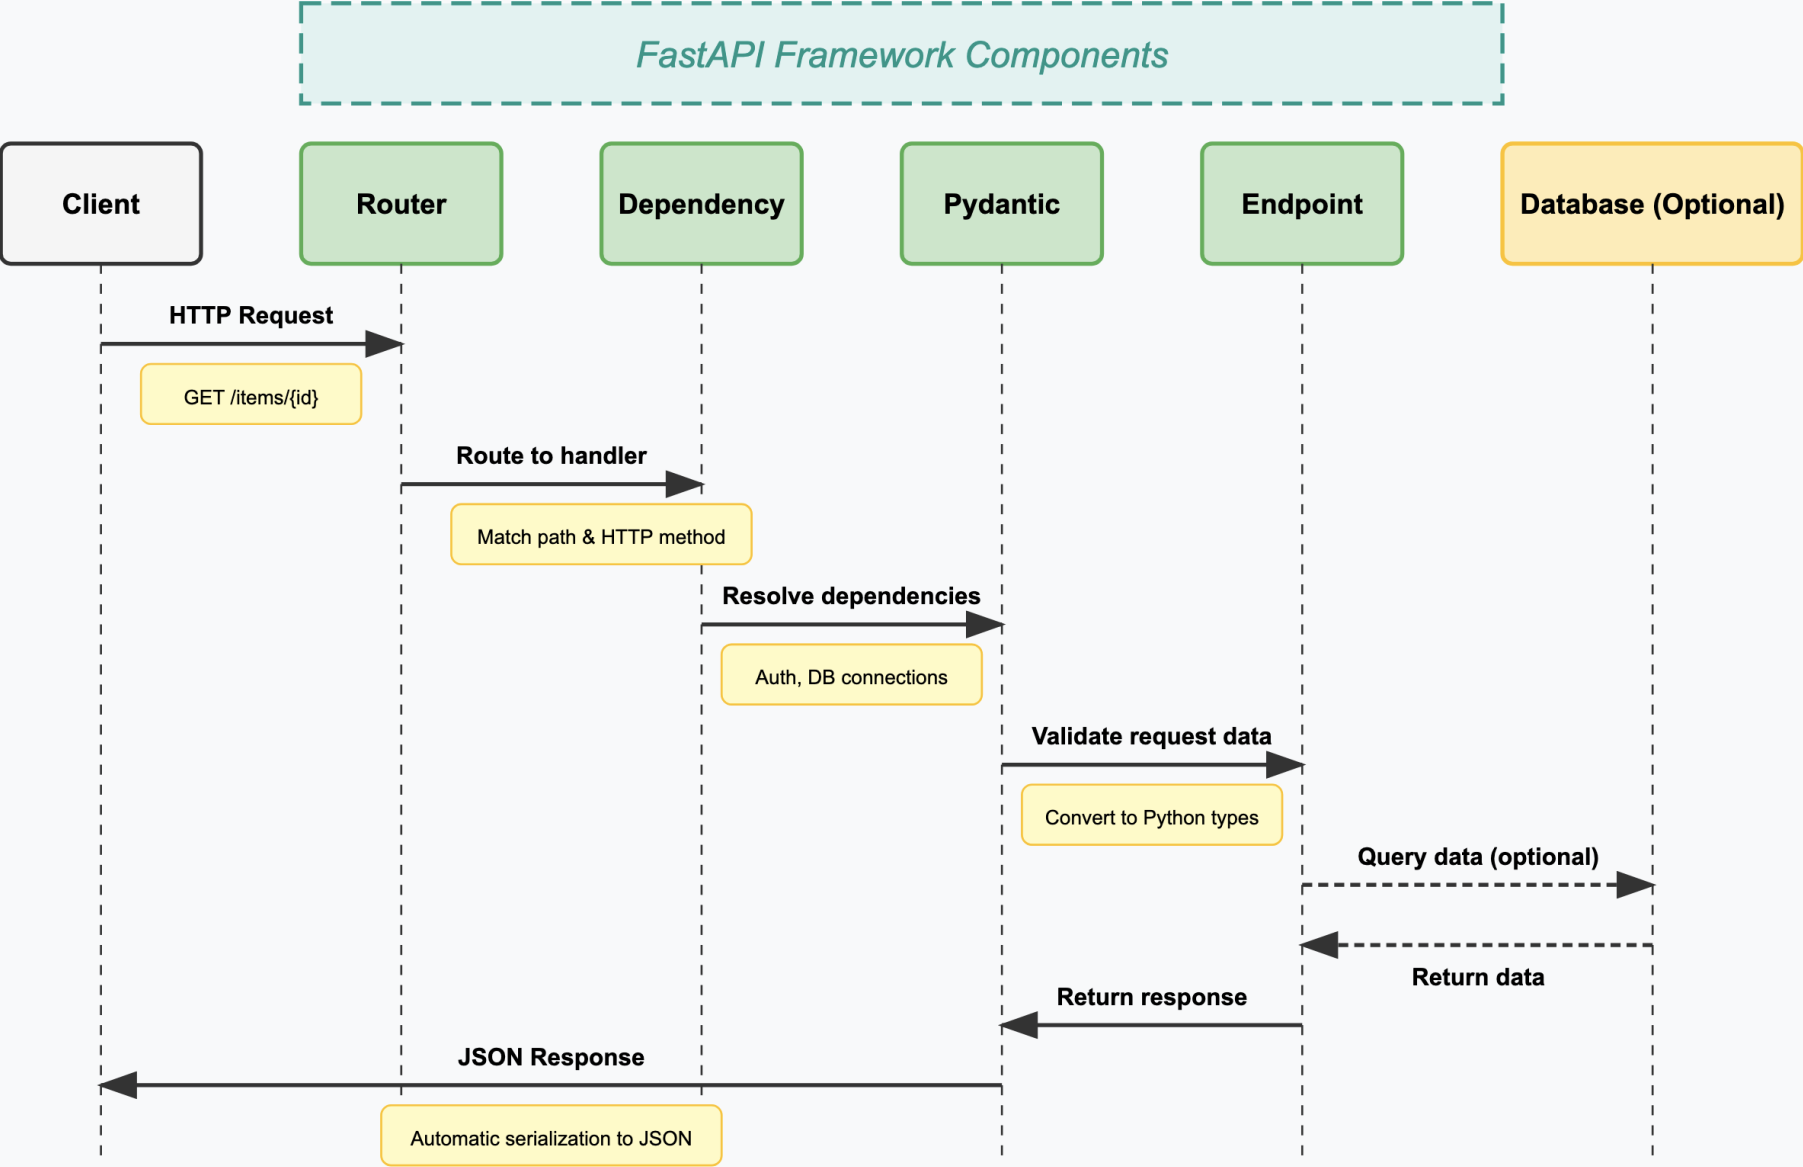 FastAPI Framework Components
Client
Router
Dependency
Pydantic
Endpoint
Database (Optional)
HTTP Request
GET /items/{id}
Route to handler
Match path & HTTP method
Resolve dependencies
Auth, DB connections
Validate request data
Convert to Python types
Query data (optional)
Return data
Return response
JSON Response
Automatic serialization to JSON